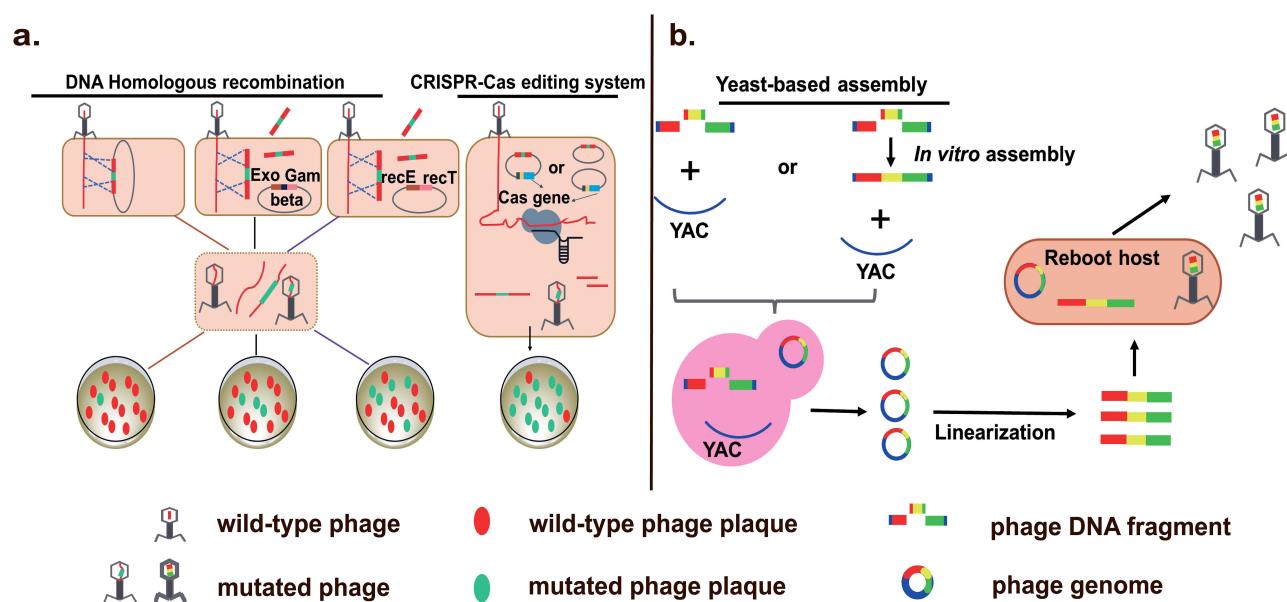 a.
DNA Homologous recombination
CRISPR-Cas editing system
Exo Gam
beta
recE recT
or
Cas gene
b.
Yeast-based assembly
or
In vitro assembly
YAC
YAC
Reboot host
YAC
Linearization
wild-type phage
wild-type phage plaque
phage DNA fragment
mutated phage
mutated phage plaque
phage genome